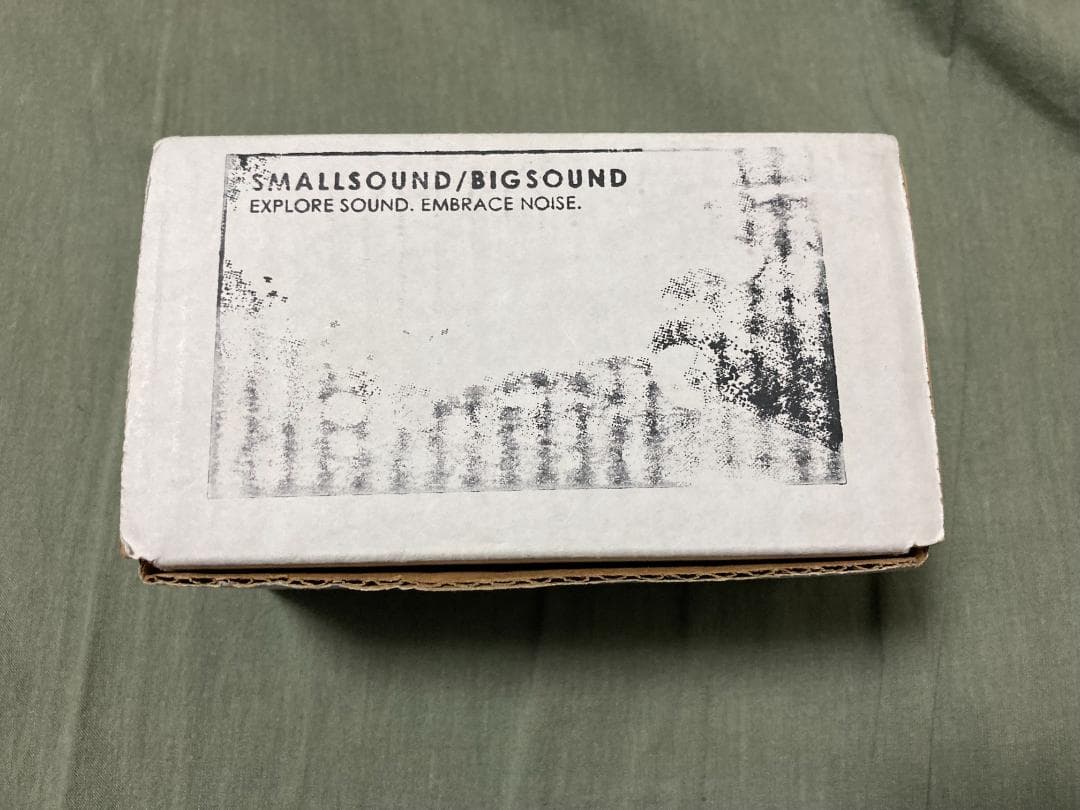 SMALLSOUND/BIGSOUND
EXPLORE SOUND. EMBRACE NOISE.